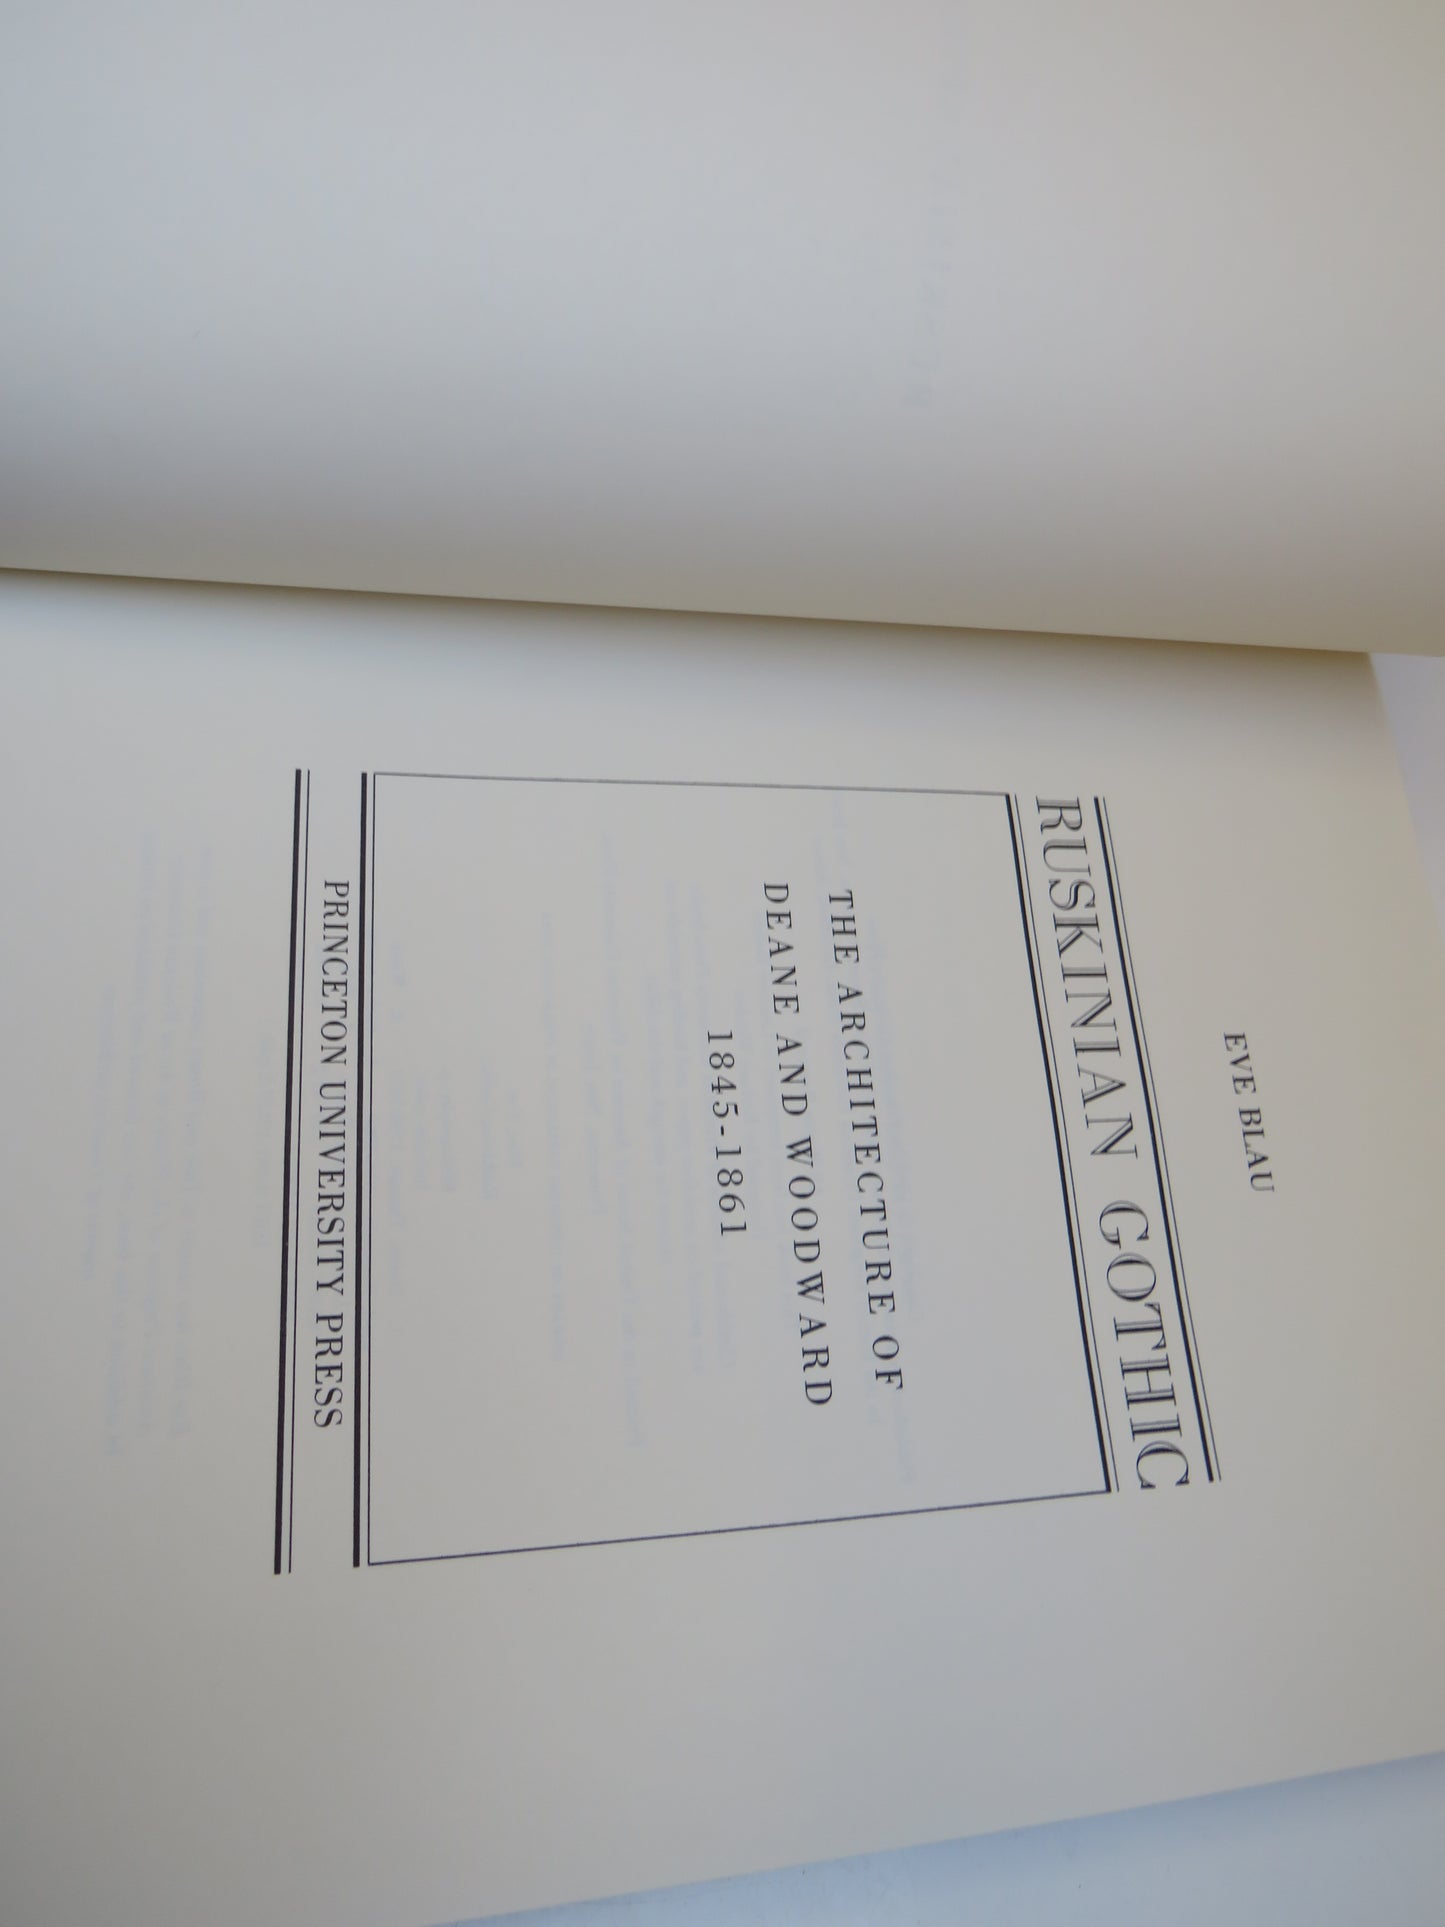 EVE BLAU
RUSKINIAN GOTHIC
THE ARCHITECTURE OF
DEANE AND WOODWARD
1845-1861
PRINCETON UNIVERSITY PRESS